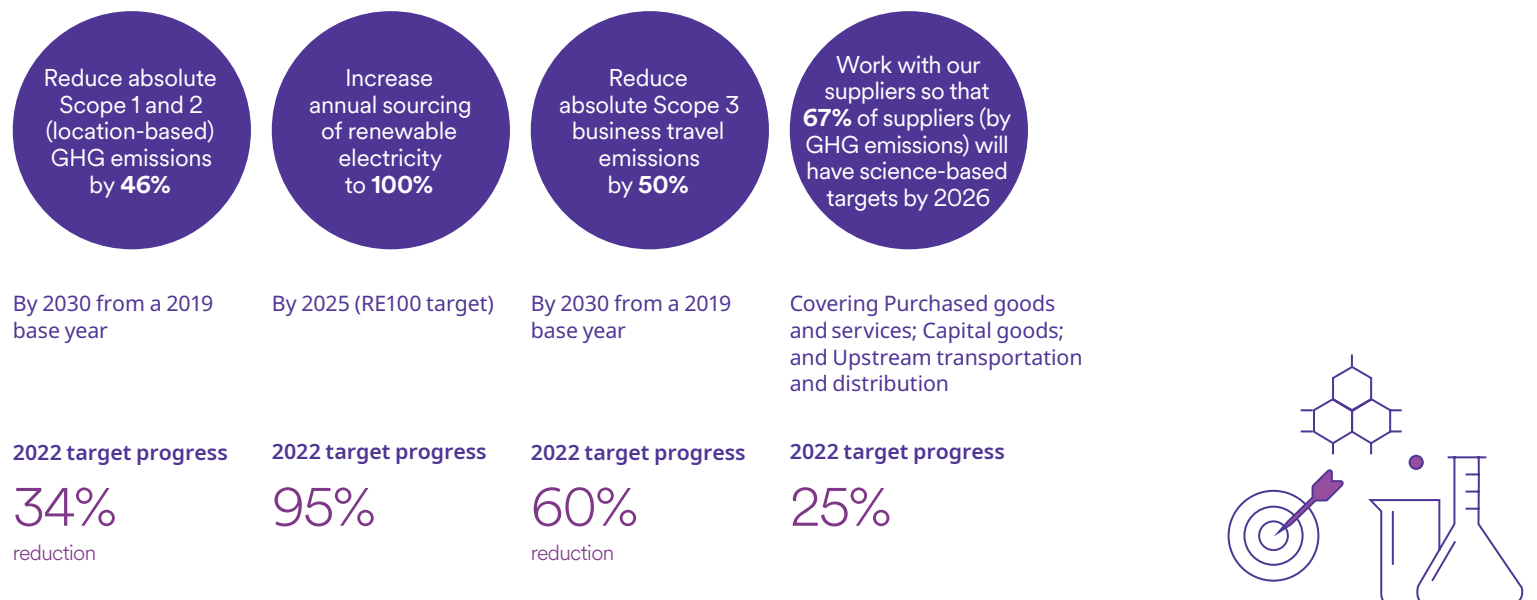 Reduce absolute
Scope 1 and 2
(location-based)
GHG emissions
by 46%
Increase
annual sourcing
of renewable
electricity
to 100%
Reduce
absolute Scope 3
business travel
emissions
by 50%
Work with our
suppliers so that
67% of suppliers (by
GHG emissions) will
have science-based
targets by 2026
By 2030 from a 2019
base year
By 2025 (RE100 target)
By 2030 from a 2019
base year
Covering Purchased goods
and services; Capital goods;
and Upstream transportation
and distribution
2022 target progress
34%
reduction
2022 target progress
95%
2022 target progress
60%
reduction
2022 target progress
25%